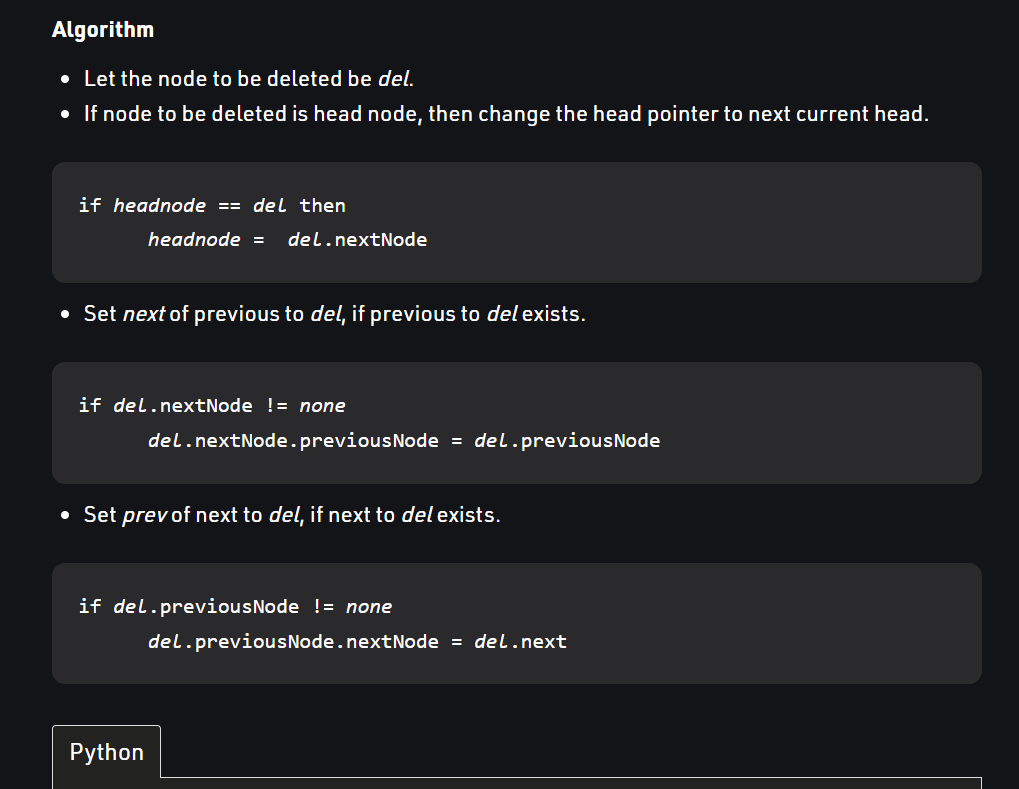 Algorithm
• Let the node to be deleted be del.
• If node to be deleted is head node, then change the head pointer to next current head.
if headnode == del then
headnode =  del.nextNode
• Set next of previous to del, if previous to del exists.
if del.nextNode != none
del.nextNode.previousNode = del.previousNode
• Set prev of next to del, if next to del exists.
if del.previousNode != none
del.previousNode.nextNode = del.next
Python